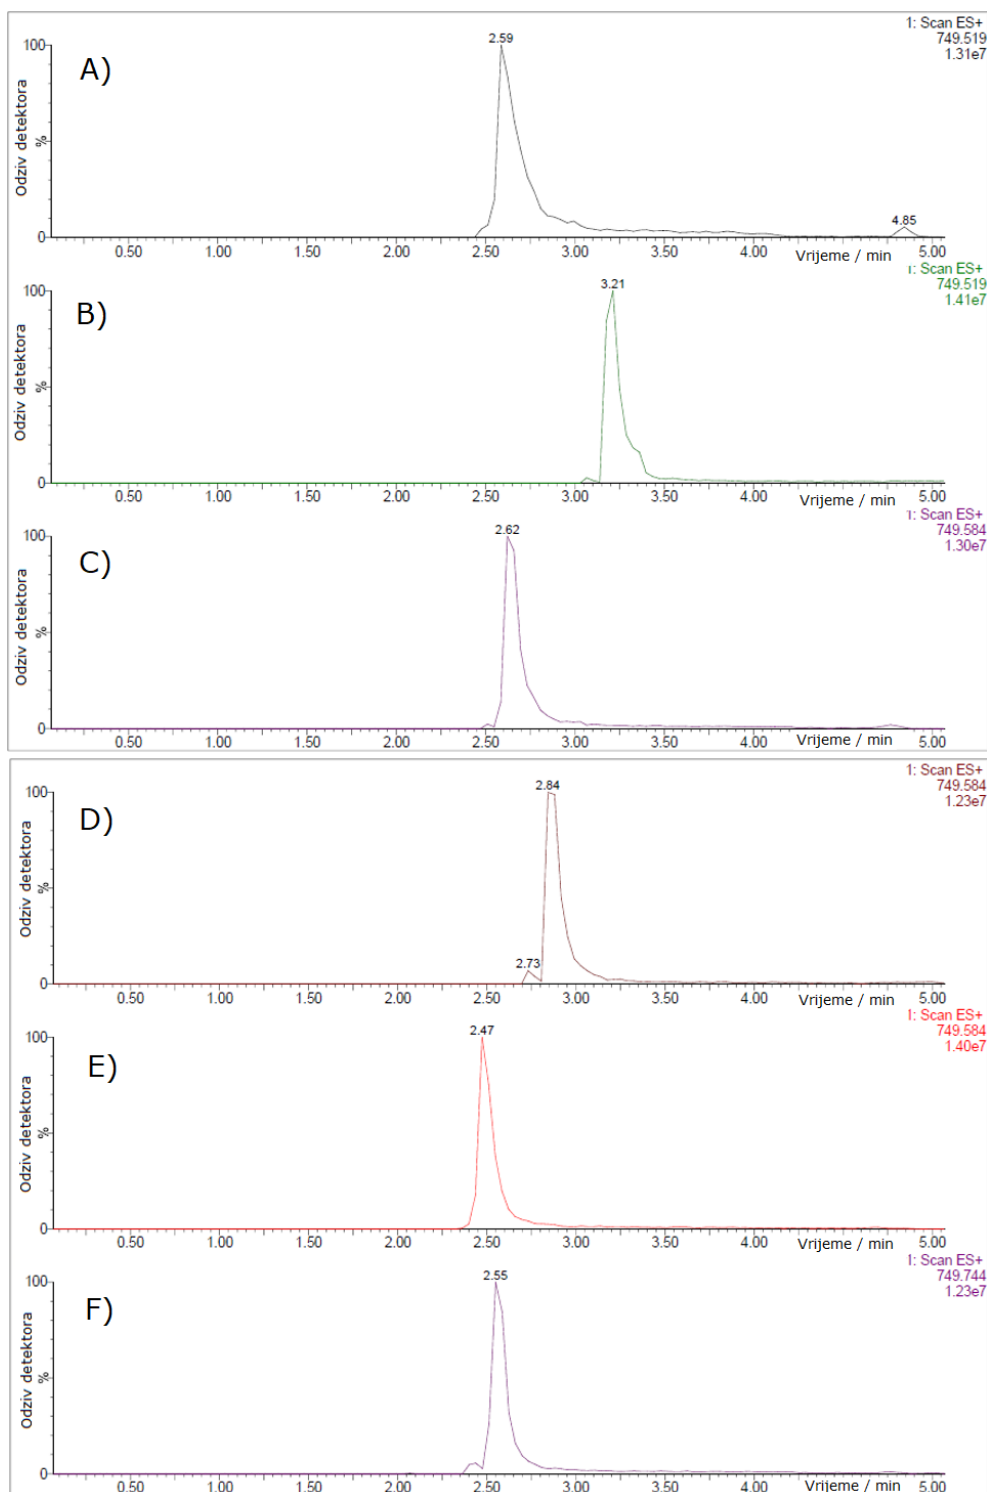 1: Scan ES+
749.519
1.31e7
2.59
100
A)
Odziv detektora
%
4.85
0
0.50 1.00 1.50 2.00 2.50 3.00 3.50 4.00 5.00
Vrijeme / min
1: Scan ES+
749.519
1.41e7
3.21
100
B)
Odziv detektora
%
0
0.50 1.00 1.50 2.00 2.50 3.00 3.50 4.00 5.00
Vrijeme / min
1: Scan ES+
749.584
1.30e7
2.62
100
C)
Odziv detektora
%
0
0.50 1.00 1.50 2.00 2.50 3.00 3.50 4.00 5.00
Vrijeme / min
1: Scan ES+
749.584
1.23e7
2.84
100
D)
Odziv detektora
%
2.73
0
0.50 1.00 1.50 2.00 2.50 3.00 3.50 4.00 5.00
Vrijeme / min
1: Scan ES+
749.584
1.40e7
2.47
100
E)
Odziv detektora
%
0
0.50 1.00 1.50 2.00 2.50 3.00 3.50 4.00 5.00
Vrijeme / min
1: Scan ES+
749.744
1.23e7
2.55
100
F)
Odziv detektora
%
0
0.50 1.00 1.50 2.00 2.50 3.00 3.50 4.00 5.00
Vrijeme / min